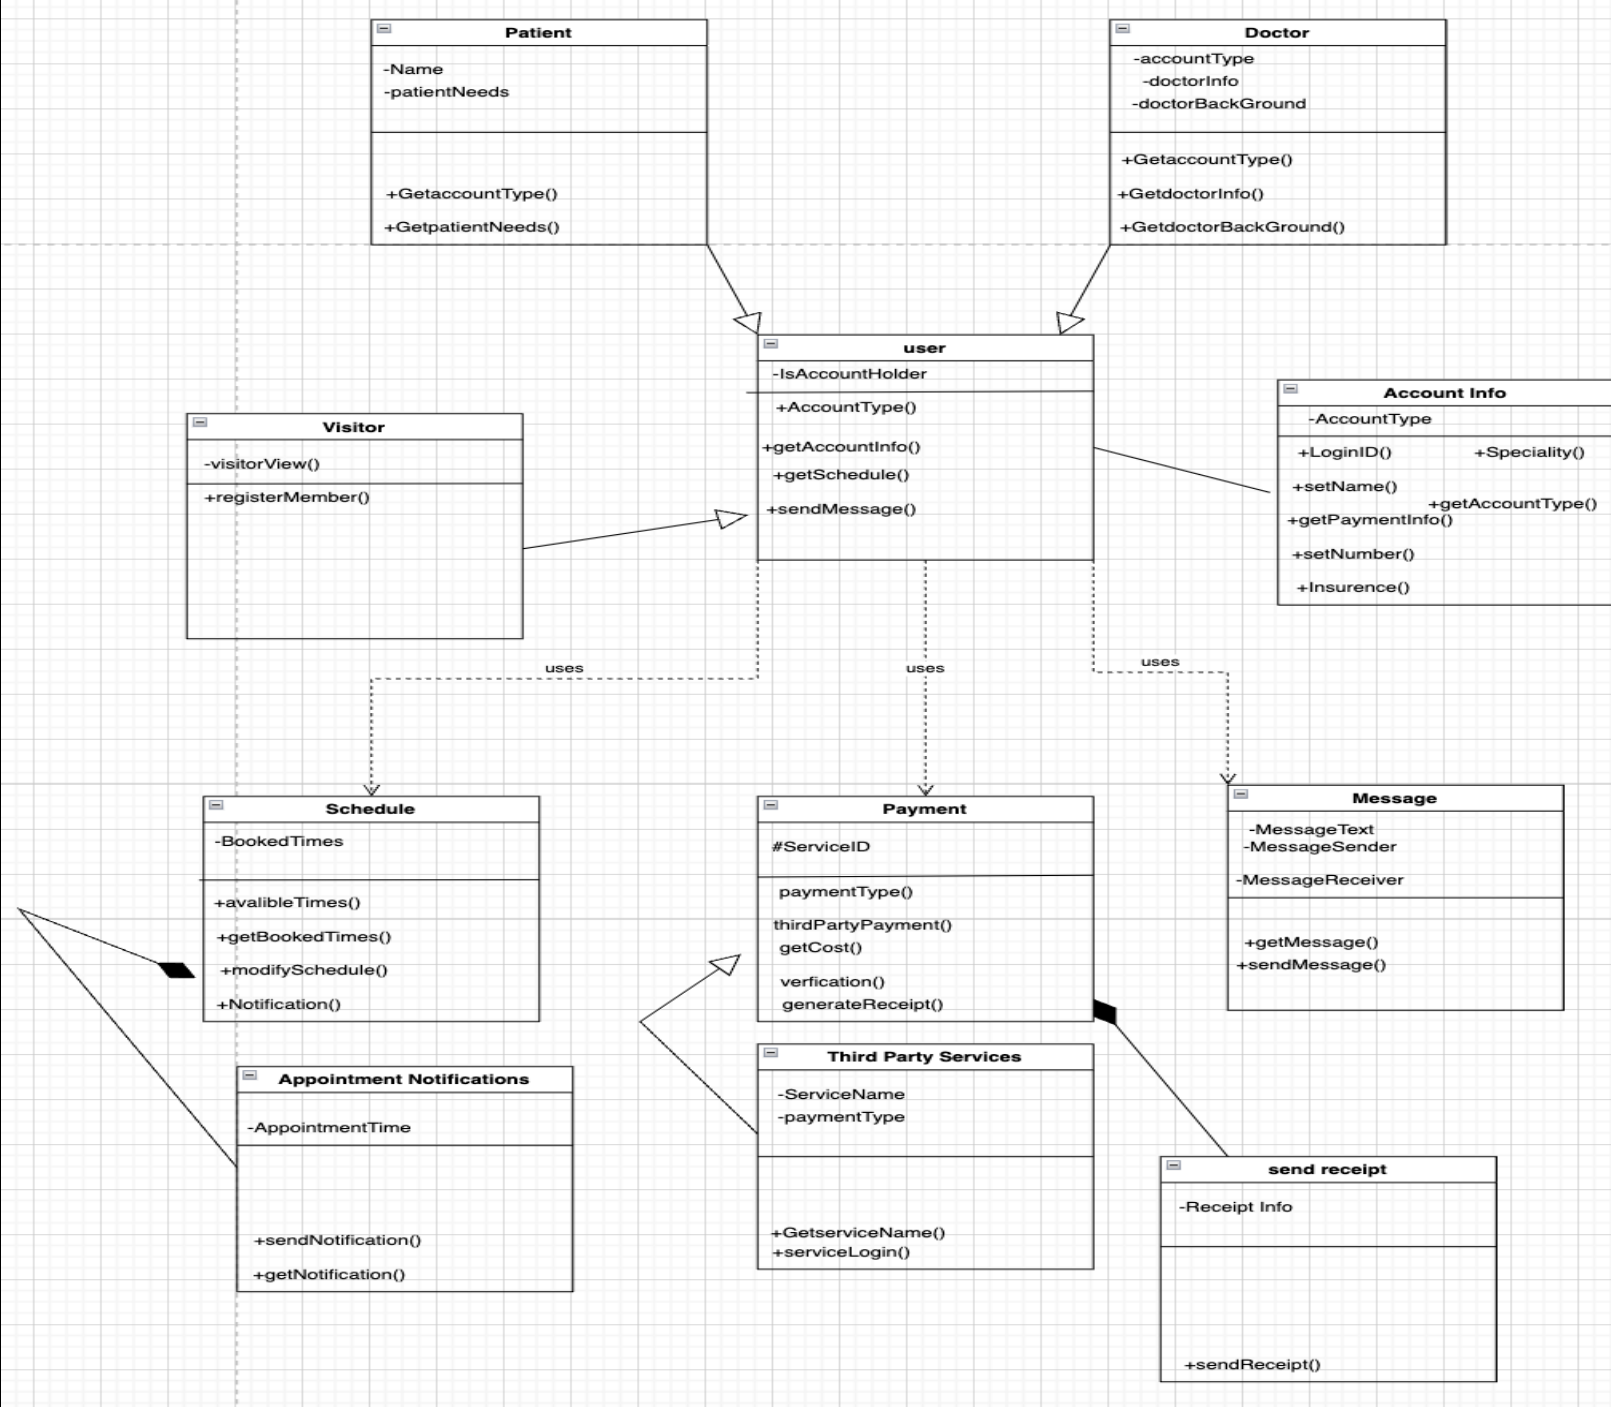 Patient
-Name
-patientNeeds
+GetaccountType()
+GetpatientNeeds()
Doctor
-accountType
-doctorInfo
-doctorBackGround
+GetaccountType()
+GetdoctorInfo()
+GetdoctorBackGround()
user
-IsAccountHolder
+AccountType()
+getAccountInfo()
+getSchedule()
+sendMessage()
Account Info
-AccountType
+LoginID()
+Speciality()
+setName()
+getAccountType()
+getPaymentInfo()
+setNumber()
+Insurence()
Visitor
-visitorView()
+registerMember()
uses
uses
uses
Schedule
-BookedTimes
+avalibleTimes()
+getBookedTimes()
+modifySchedule()
+Notification()
Payment
#ServiceID
paymentType()
thirdPartyPayment()
getCost()
verfication()
generateReceipt()
Message
-MessageText
-MessageSender
-MessageReceiver
+getMessage()
+sendMessage()
Appointment Notifications
-AppointmentTime
+sendNotification()
+getNotification()
Third Party Services
-ServiceName
-paymentType
+GetserviceName()
+serviceLogin()
send receipt
-Receipt Info
+sendReceipt()